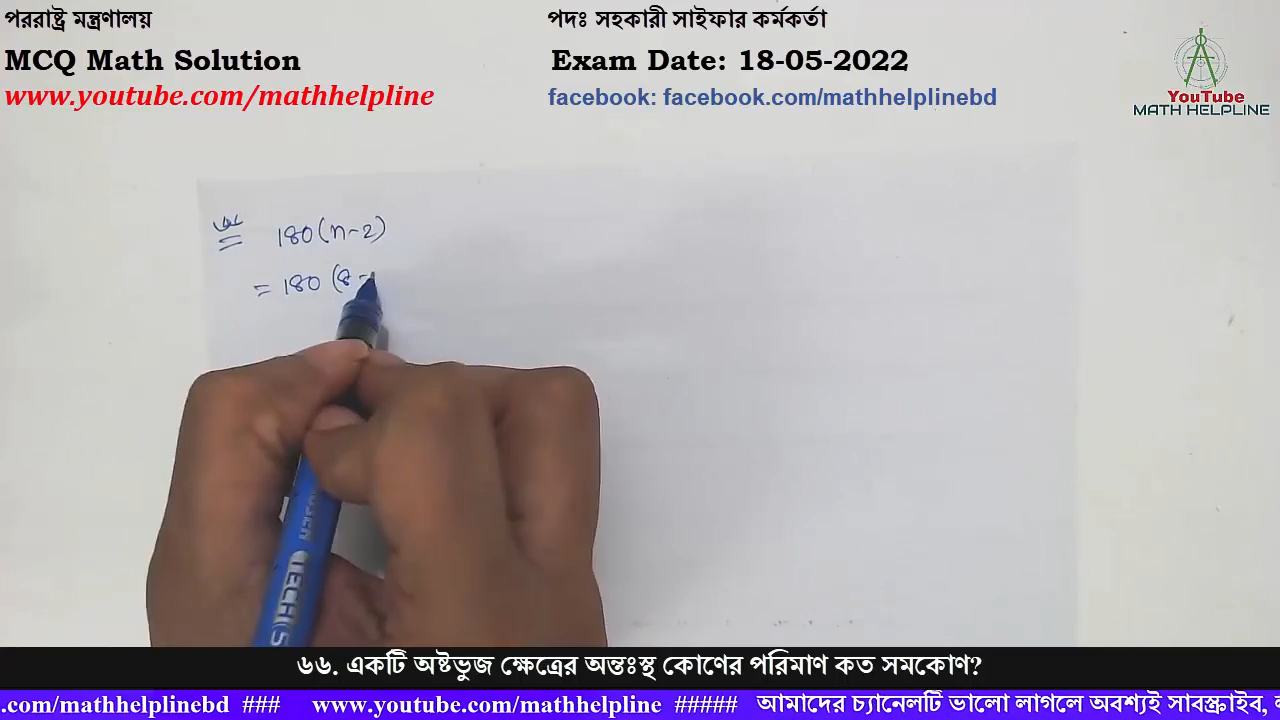 পররাষ্ট্র মন্ত্রণালয়
পদঃ সহকারী সাইফার কর্মকর্তা
MCQ Math Solution
Exam Date: 18-05-2022
www.youtube.com/mathhelpline
facebook: facebook.com/mathhelplinebd
YouTube
MATH HELPLINE
180(n-2)
= 180 (8 -
TECH
৬৬. একটি অষ্টভুজ ক্ষেত্রের অন্তঃস্থ কোণের পরিমাণ কত সমকোণ?
.com/mathhelplinebd ### www.youtube.com/mathhelpline ##### আমাদের চ্যানেলটি ভালো লাগলে অবশ্যই সাবস্ক্রাইব,